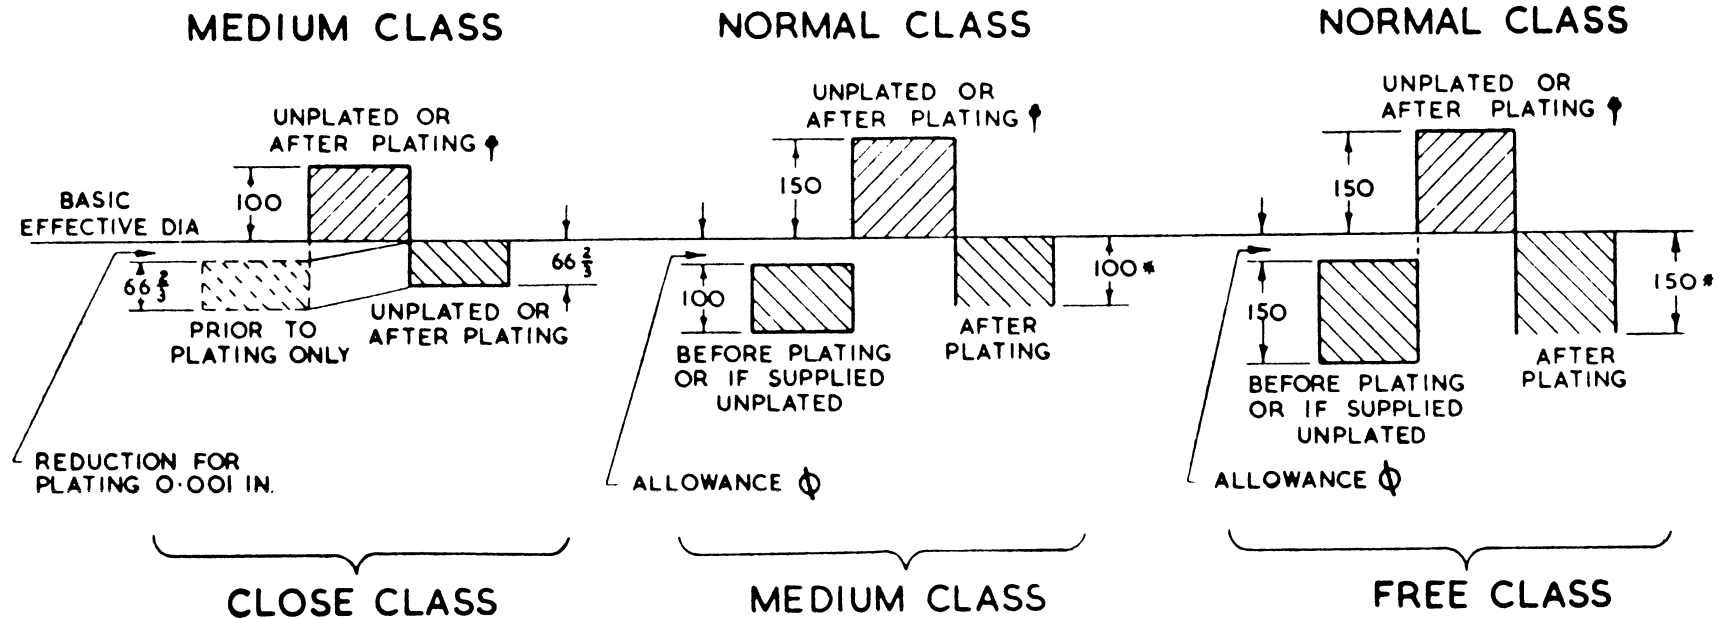 MEDIUM CLASS
UNPLATED OR
AFTER PLATING
BASIC
EFFECTIVE DIA
100
66 2/3
66 2/3
PRIOR TO
PLATING ONLY
UNPLATED OR
AFTER PLATING
REDUCTION FOR
PLATING 0·001 IN.
CLOSE CLASS
NORMAL CLASS
UNPLATED OR
AFTER PLATING
150
100
100*
BEFORE PLATING
OR IF SUPPLIED
UNPLATED
AFTER
PLATING
ALLOWANCE ϕ
MEDIUM CLASS
NORMAL CLASS
UNPLATED OR
AFTER PLATING
150
150
150*
BEFORE PLATING
OR IF SUPPLIED
UNPLATED
AFTER
PLATING
ALLOWANCE ϕ
FREE CLASS